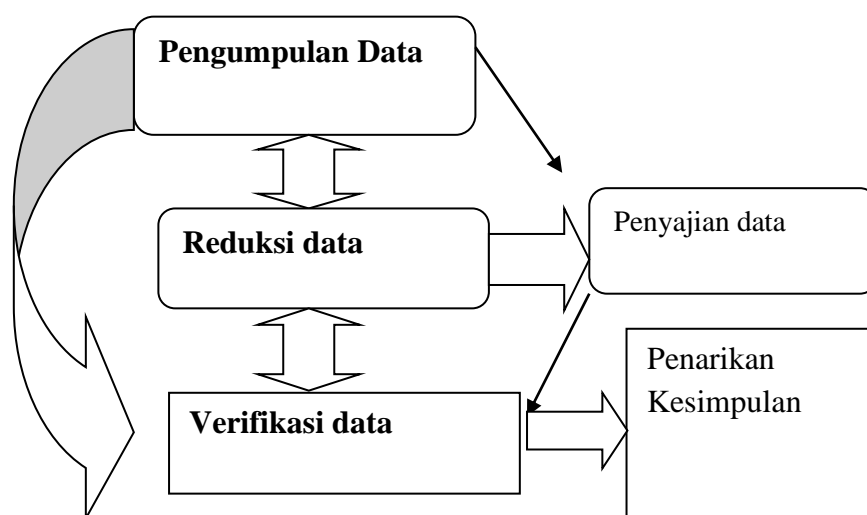 Pengumpulan Data
Reduksi data
Penyajian data
Verifikasi data
Penarikan
Kesimpulan